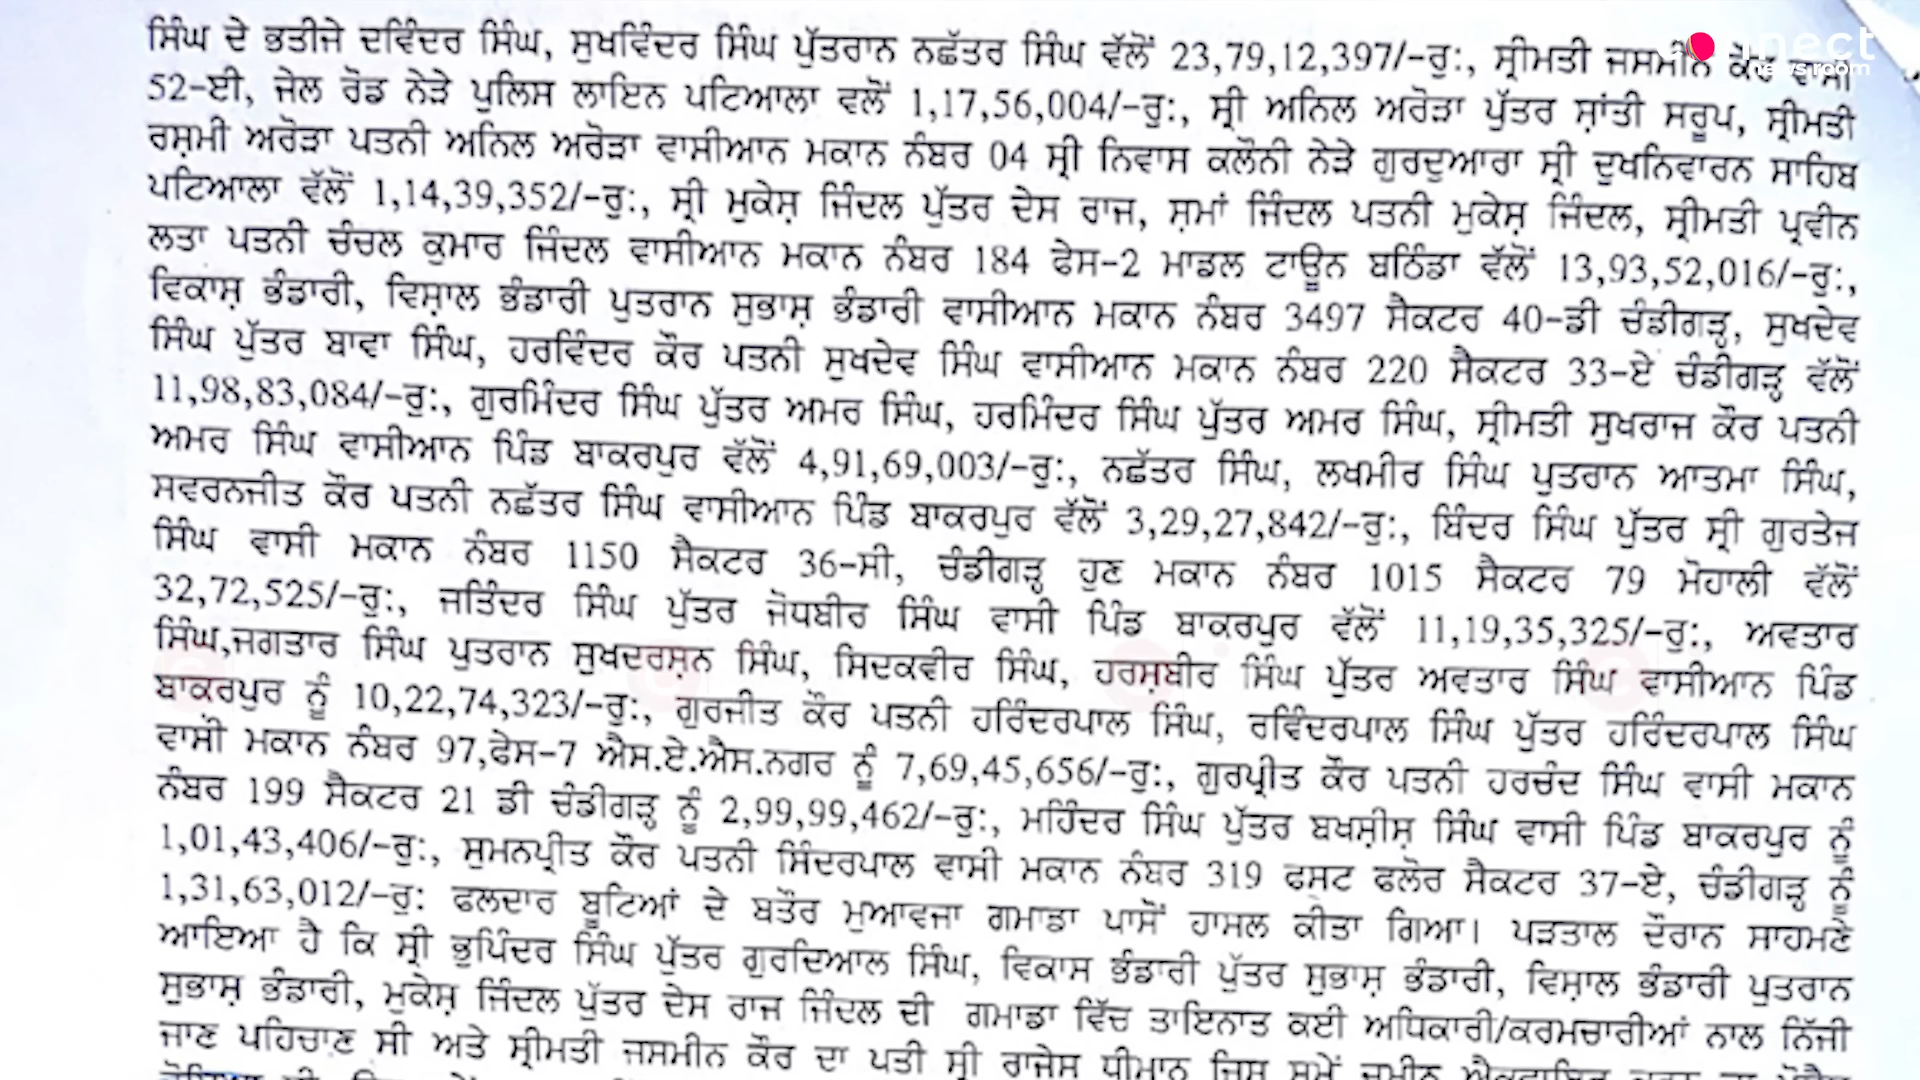 ਸਿੰਘ ਦੇ ਭਤੀਜੇ ਦਵਿੰਦਰ ਸਿੰਘ, ਸੁਖਵਿੰਦਰ ਸਿੰਘ ਪੁੱਤਰਾਨ ਨਛੱਤਰ ਸਿੰਘ ਵੱਲੋਂ 23,79,12,397/-ਰੁ:, ਸ੍ਰੀਮਤੀ ਜਸਮੀਨ
connect
newsroom
52-ਈ, ਜੇਲ ਰੋਡ ਨੇੜੇ ਪੁਲਿਸ ਲਾਇਨ ਪਟਿਆਲਾ ਵਲੋਂ 1,17,56,004/-ਰੁ:, ਸ੍ਰੀ ਅਨਿਲ ਅਰੋੜਾ ਪੁੱਤਰ ਸ਼ਾਂਤੀ ਸਰੂਪ, ਸ੍ਰੀਮਤੀ
ਰਸ਼ਮੀ ਅਰੋੜਾ ਪਤਨੀ ਅਨਿਲ ਅਰੋੜਾ ਵਾਸੀਆਨ ਮਕਾਨ ਨੰਬਰ 04 ਸ੍ਰੀ ਨਿਵਾਸ ਕਲੌਨੀ ਨੇੜੇ ਗੁਰਦੁਆਰਾ ਸ੍ਰੀ ਦੁਖਨਿਵਾਰਨ ਸਾਹਿਬ
ਪਟਿਆਲਾ ਵੱਲੋਂ 1,14,39,352/-ਰੁ:, ਸ੍ਰੀ ਮੁਕੇਸ਼ ਜਿੰਦਲ ਪੁੱਤਰ ਦੇਸ ਰਾਜ, ਸ਼ਮਾਂ ਜਿੰਦਲ ਪਤਨੀ ਮੁਕੇਸ਼ ਜਿੰਦਲ, ਸ੍ਰੀਮਤੀ ਪ੍ਰਵੀਨ
ਲਤਾ ਪਤਨੀ ਚੰਚਲ ਕੁਮਾਰ ਜਿੰਦਲ ਵਾਸੀਆਨ ਮਕਾਨ ਨੰਬਰ 184 ਫੇਸ-2 ਮਾਡਲ ਟਾਊਨ ਬਠਿੰਡਾ ਵੱਲੋਂ 13,93,52,016/-ਰੁ:,
ਵਿਕਾਸ਼ ਭੰਡਾਰੀ, ਵਿਸ਼ਾਲ ਭੰਡਾਰੀ ਪੁਤਰਾਨ ਸੁਭਾਸ਼ ਭੰਡਾਰੀ ਵਾਸੀਆਨ ਮਕਾਨ ਨੰਬਰ 3497 ਸੈਕਟਰ 40-ਡੀ ਚੰਡੀਗੜ੍ਹ, ਸੁਖਦੇਵ
ਸਿੰਘ ਪੁੱਤਰ ਬਾਵਾ ਸਿੰਘ, ਹਰਵਿੰਦਰ ਕੌਰ ਪਤਨੀ ਸੁਖਦੇਵ ਸਿੰਘ ਵਾਸੀਆਨ ਮਕਾਨ ਨੰਬਰ 220 ਸੈਕਟਰ 33-ਏ ਚੰਡੀਗੜ੍ਹ ਵੱਲੋਂ
11,98,83,084/-ਰੁ:, ਗੁਰਮਿੰਦਰ ਸਿੰਘ ਪੁੱਤਰ ਅਮਰ ਸਿੰਘ, ਹਰਮਿੰਦਰ ਸਿੰਘ ਪੁੱਤਰ ਅਮਰ ਸਿੰਘ, ਸ੍ਰੀਮਤੀ ਸੁਖਰਾਜ ਕੌਰ ਪਤਨੀ
ਅਮਰ ਸਿੰਘ ਵਾਸੀਆਨ ਪਿੰਡ ਬਾਕਰਪੁਰ ਵੱਲੋਂ 4,91,69,003/-ਰੁ:, ਨਛੱਤਰ ਸਿੰਘ, ਲਖਮੀਰ ਸਿੰਘ ਪੁਤਰਾਨ ਆਤਮਾ ਸਿੰਘ,
ਸਵਰਨਜੀਤ ਕੌਰ ਪਤਨੀ ਨਛੱਤਰ ਸਿੰਘ ਵਾਸੀਆਨ ਪਿੰਡ ਬਾਕਰਪੁਰ ਵੱਲੋਂ 3,29,27,842/-ਰੁ:, ਬਿੰਦਰ ਸਿੰਘ ਪੁੱਤਰ ਸ੍ਰੀ ਗੁਰਤੇਜ
ਸਿੰਘ ਵਾਸੀ ਮਕਾਨ ਨੰਬਰ 1150 ਸੈਕਟਰ 36-ਸੀ, ਚੰਡੀਗੜ੍ਹ ਹੁਣ ਮਕਾਨ ਨੰਬਰ 1015 ਸੈਕਟਰ 79 ਮੋਹਾਲੀ ਵੱਲੋਂ
32,72,525/-ਰੁ:, ਜਤਿੰਦਰ ਸਿੰਘ ਪੁੱਤਰ ਜੋਧਬੀਰ ਸਿੰਘ ਵਾਸੀ ਪਿੰਡ ਬਾਕਰਪੁਰ ਵੱਲੋਂ 11,19,35,325/-ਰੁ:, ਅਵਤਾਰ
ਸਿੰਘ,ਜਗਤਾਰ ਸਿੰਘ ਪੁਤਰਾਨ ਸੁਖਦਰਸ਼ਨ ਸਿੰਘ, ਸਿਦਕਵੀਰ ਸਿੰਘ, ਹਰਸ਼ਬੀਰ ਸਿੰਘ ਪੁੱਤਰ ਅਵਤਾਰ ਸਿੰਘ ਵਾਸੀਆਨ ਪਿੰਡ
ਬਾਕਰਪੁਰ ਨੂੰ 10,22,74,323/-ਰੁ:, ਗੁਰਜੀਤ ਕੌਰ ਪਤਨੀ ਹਰਿੰਦਰਪਾਲ ਸਿੰਘ, ਰਵਿੰਦਰਪਾਲ ਸਿੰਘ ਪੁੱਤਰ ਹਰਿੰਦਰਪਾਲ ਸਿੰਘ
ਵਾਸੀ ਮਕਾਨ ਨੰਬਰ 97,ਫੇਸ-7 ਐਸ.ਏ.ਐਸ.ਨਗਰ ਨੂੰ 7,69,45,656/-ਰੁ:, ਗੁਰਪ੍ਰੀਤ ਕੌਰ ਪਤਨੀ ਹਰਚੰਦ ਸਿੰਘ ਵਾਸੀ ਮਕਾਨ
ਨੰਬਰ 199 ਸੈਕਟਰ 21 ਡੀ ਚੰਡੀਗੜ੍ਹ ਨੂੰ 2,99,99,462/-ਰੁ:, ਮਹਿੰਦਰ ਸਿੰਘ ਪੁੱਤਰ ਬਖਸ਼ੀਸ਼ ਸਿੰਘ ਵਾਸੀ ਪਿੰਡ ਬਾਕਰਪੁਰ ਨੂੰ
1,01,43,406/-ਰੁ:, ਸੁਮਨਪ੍ਰੀਤ ਕੌਰ ਪਤਨੀ ਸਿੰਦਰਪਾਲ ਵਾਸੀ ਮਕਾਨ ਨੰਬਰ 319 ਫਸਟ ਫਲੋਰ ਸੈਕਟਰ 37-ਏ, ਚੰਡੀਗੜ੍ਹ ਨੂੰ
1,31,63,012/-ਰੁ: ਫਲਦਾਰ ਬੂਟਿਆਂ ਦੇ ਬਤੌਰ ਮੁਆਵਜਾ ਗਮਾਡਾ ਪਾਸੋਂ ਹਾਸਲ ਕੀਤਾ ਗਿਆ। ਪੜਤਾਲ ਦੌਰਾਨ ਸਾਹਮਣੇ
ਆਇਆ ਹੈ ਕਿ ਸ੍ਰੀ ਭੁਪਿੰਦਰ ਸਿੰਘ ਪੁੱਤਰ ਗੁਰਦਿਆਲ ਸਿੰਘ, ਵਿਕਾਸ ਭੰਡਾਰੀ ਪੁੱਤਰ ਸੁਭਾਸ਼ ਭੰਡਾਰੀ, ਵਿਸ਼ਾਲ ਭੰਡਾਰੀ ਪੁਤਰਾਨ
ਸੁਭਾਸ਼ ਭੰਡਾਰੀ, ਮੁਕੇਸ਼ ਜਿੰਦਲ ਪੁੱਤਰ ਦੇਸ ਰਾਜ ਜਿੰਦਲ ਦੀ ਗਮਾਡਾ ਵਿੱਚ ਤਾਇਨਾਤ ਕਈ ਅਧਿਕਾਰੀ/ਕਰਮਚਾਰੀਆਂ ਨਾਲ ਨਿੱਜੀ
ਜਾਣ ਪਹਿਚਾਣ ਸੀ ਅਤੇ ਸ੍ਰੀਮਤੀ ਜਸਮੀਨ ਕੌਰ ਦਾ ਪਤੀ ਸ੍ਰੀ ਰਾਜੇਸ ਧੀਮਾਨ ਜਿਸ ਸਮੇਂ ਜਮੀਨ